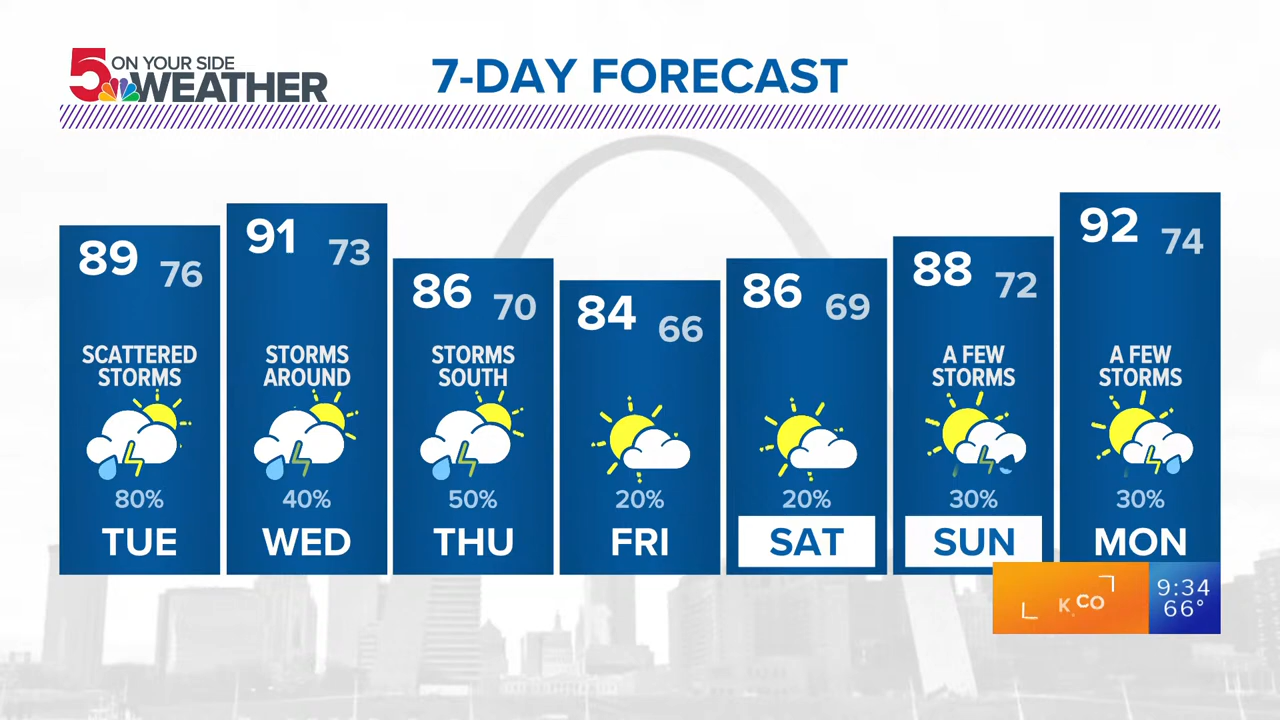 5 ON YOUR SIDE
WEATHER
7-DAY FORECAST
89 76
SCATTERED
STORMS
80%
TUE
91 73
STORMS
AROUND
40%
WED
86 70
STORMS
SOUTH
50%
THU
84 66
20%
FRI
86 69
20%
SAT
88 72
A FEW
STORMS
30%
SUN
92 74
A FEW
STORMS
30%
MON
9:34
66°